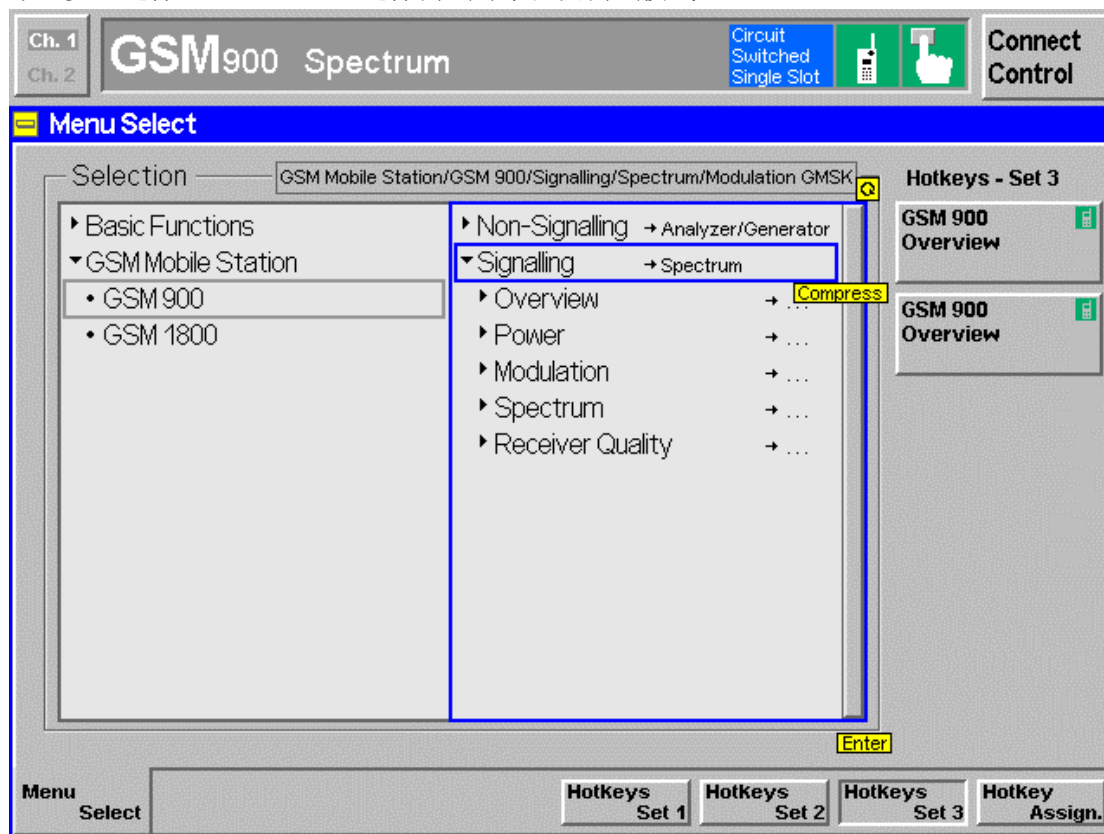 Ch. 1
Ch. 2
GSM900 Spectrum
Circuit
Switched
Single Slot
Connect
Control
Menu Select
Selection
GSM Mobile Station/GSM 900/Signalling/Spectrum/Modulation GMSK
Hotkeys - Set 3
Basic Functions
GSM Mobile Station
• GSM 900
• GSM 1800
Non-Signalling → Analyzer/Generator
Signalling → Spectrum
Compress
Overview → ...
Power → ...
Modulation → ...
Spectrum → ...
Receiver Quality → ...
GSM 900
Overview
GSM 900
Overview
Enter
Menu
Select
Hotkeys
Set 1
Hotkeys
Set 2
Hotkeys
Set 3
Hotkey
Assign.